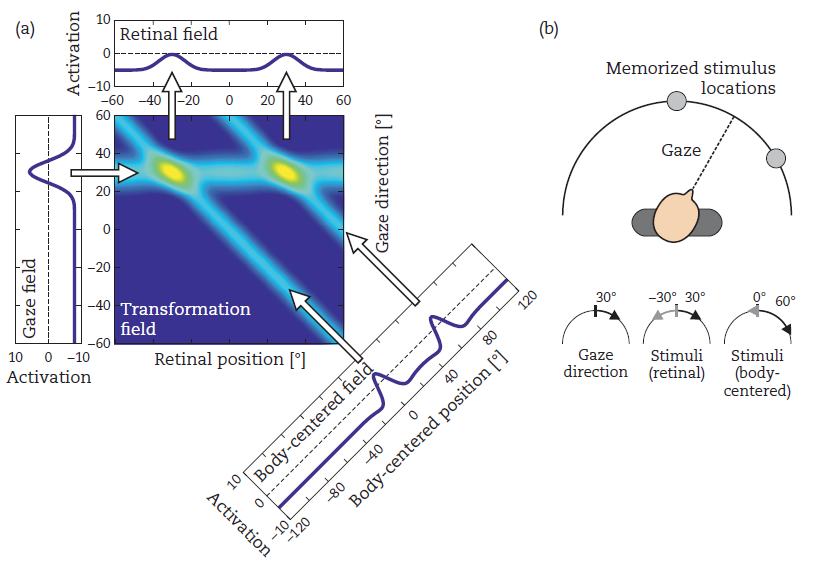 (a)
10
0
−10
Activation
Retinal field
−60 −40 −20 0 20 40 60
60
40
20
0
−20
−40
−60
Gaze field
10 0 −10
Activation
Transformation
field
Retinal position [°]
Gaze direction [°]
Body-centered field
10
0
−10
Activation
−120
−80
−40
0
40
80
120
Body-centered position [°]
(b)
Memorized stimulus
locations
Gaze
30°
Gaze
direction
−30° 30°
Stimuli
(retinal)
0° 60°
Stimuli
(body-
centered)